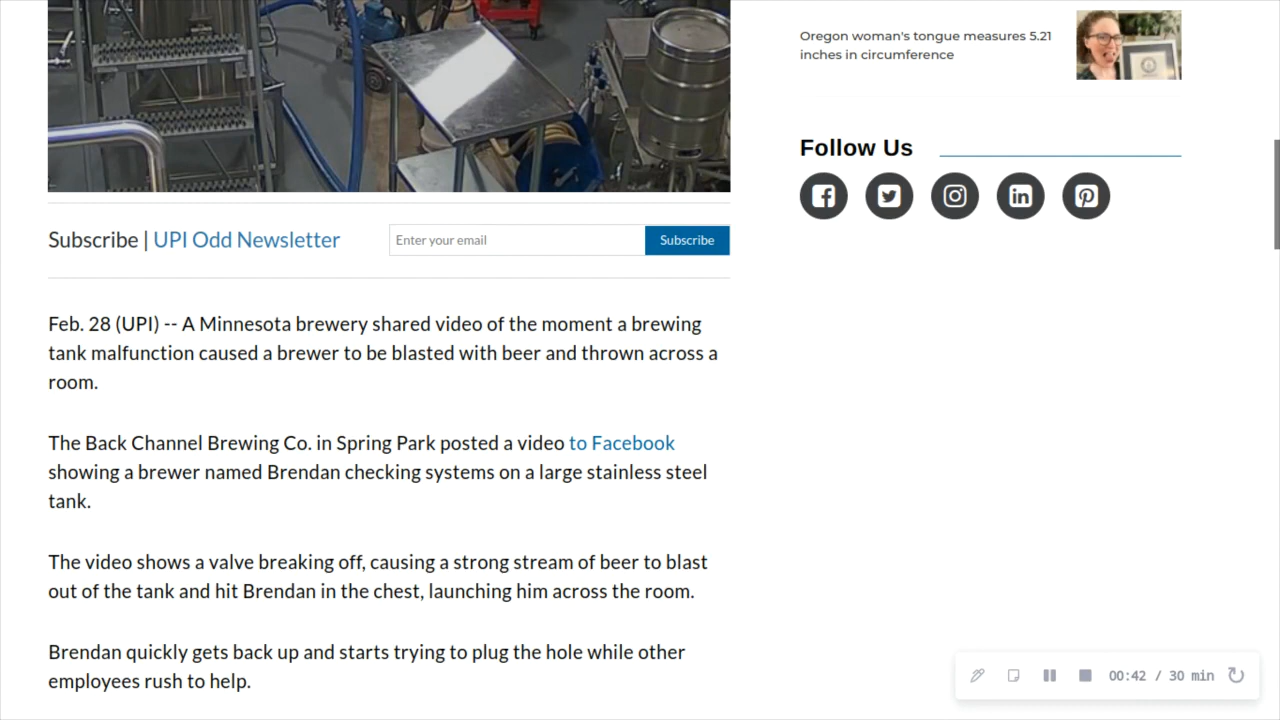 Oregon woman's tongue measures 5.21
inches in circumference
Follow Us
Subscribe | UPI Odd Newsletter
Enter your email
Subscribe
Feb. 28 (UPI) -- A Minnesota brewery shared video of the moment a brewing
tank malfunction caused a brewer to be blasted with beer and thrown across a
room.
The Back Channel Brewing Co. in Spring Park posted a video to Facebook
showing a brewer named Brendan checking systems on a large stainless steel
tank.
The video shows a valve breaking off, causing a strong stream of beer to blast
out of the tank and hit Brendan in the chest, launching him across the room.
Brendan quickly gets back up and starts trying to plug the hole while other
employees rush to help.
00:42 / 30 min